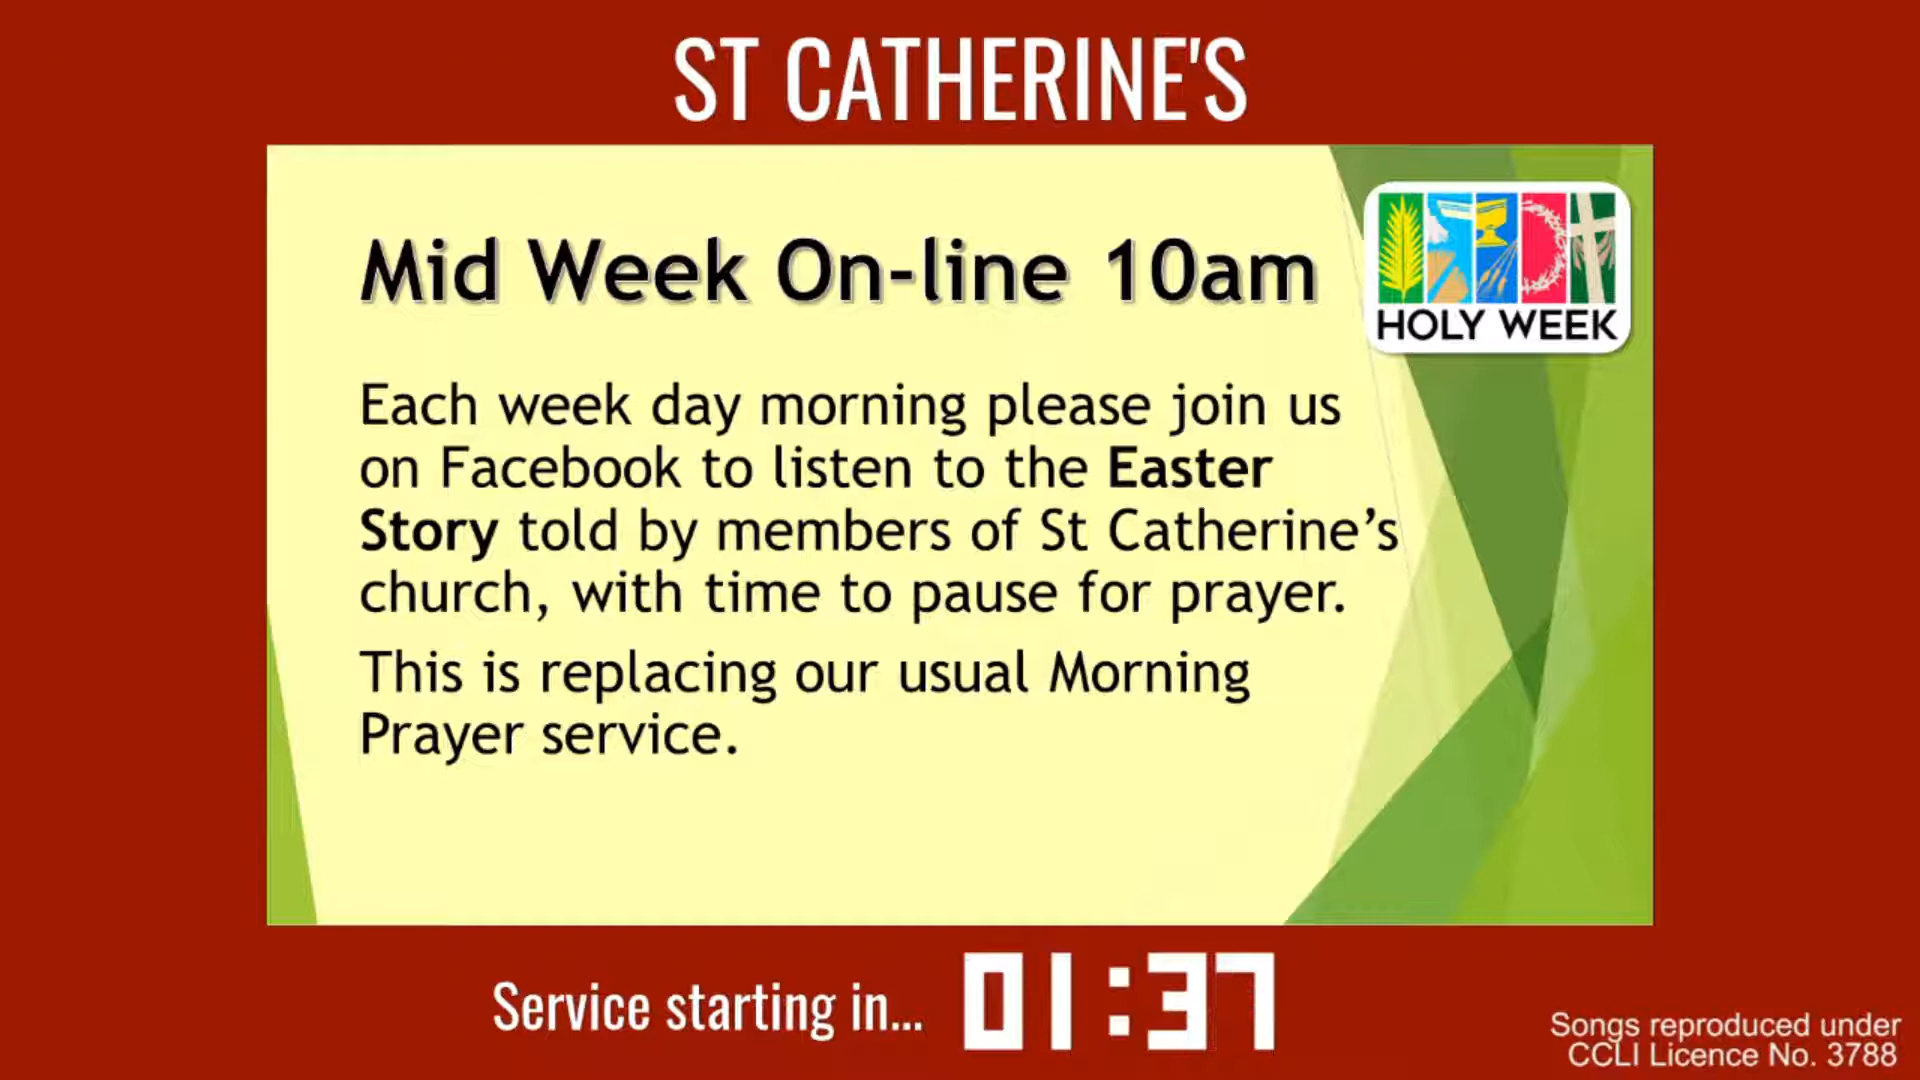 ST CATHERINE'S
Mid Week On-line 10am
HOLY WEEK
Each week day morning please join us
on Facebook to listen to the Easter
Story told by members of St Catherine’s
church, with time to pause for prayer.
This is replacing our usual Morning
Prayer service.
Service starting in... 01:37
Songs reproduced under
CCLI Licence No. 3788